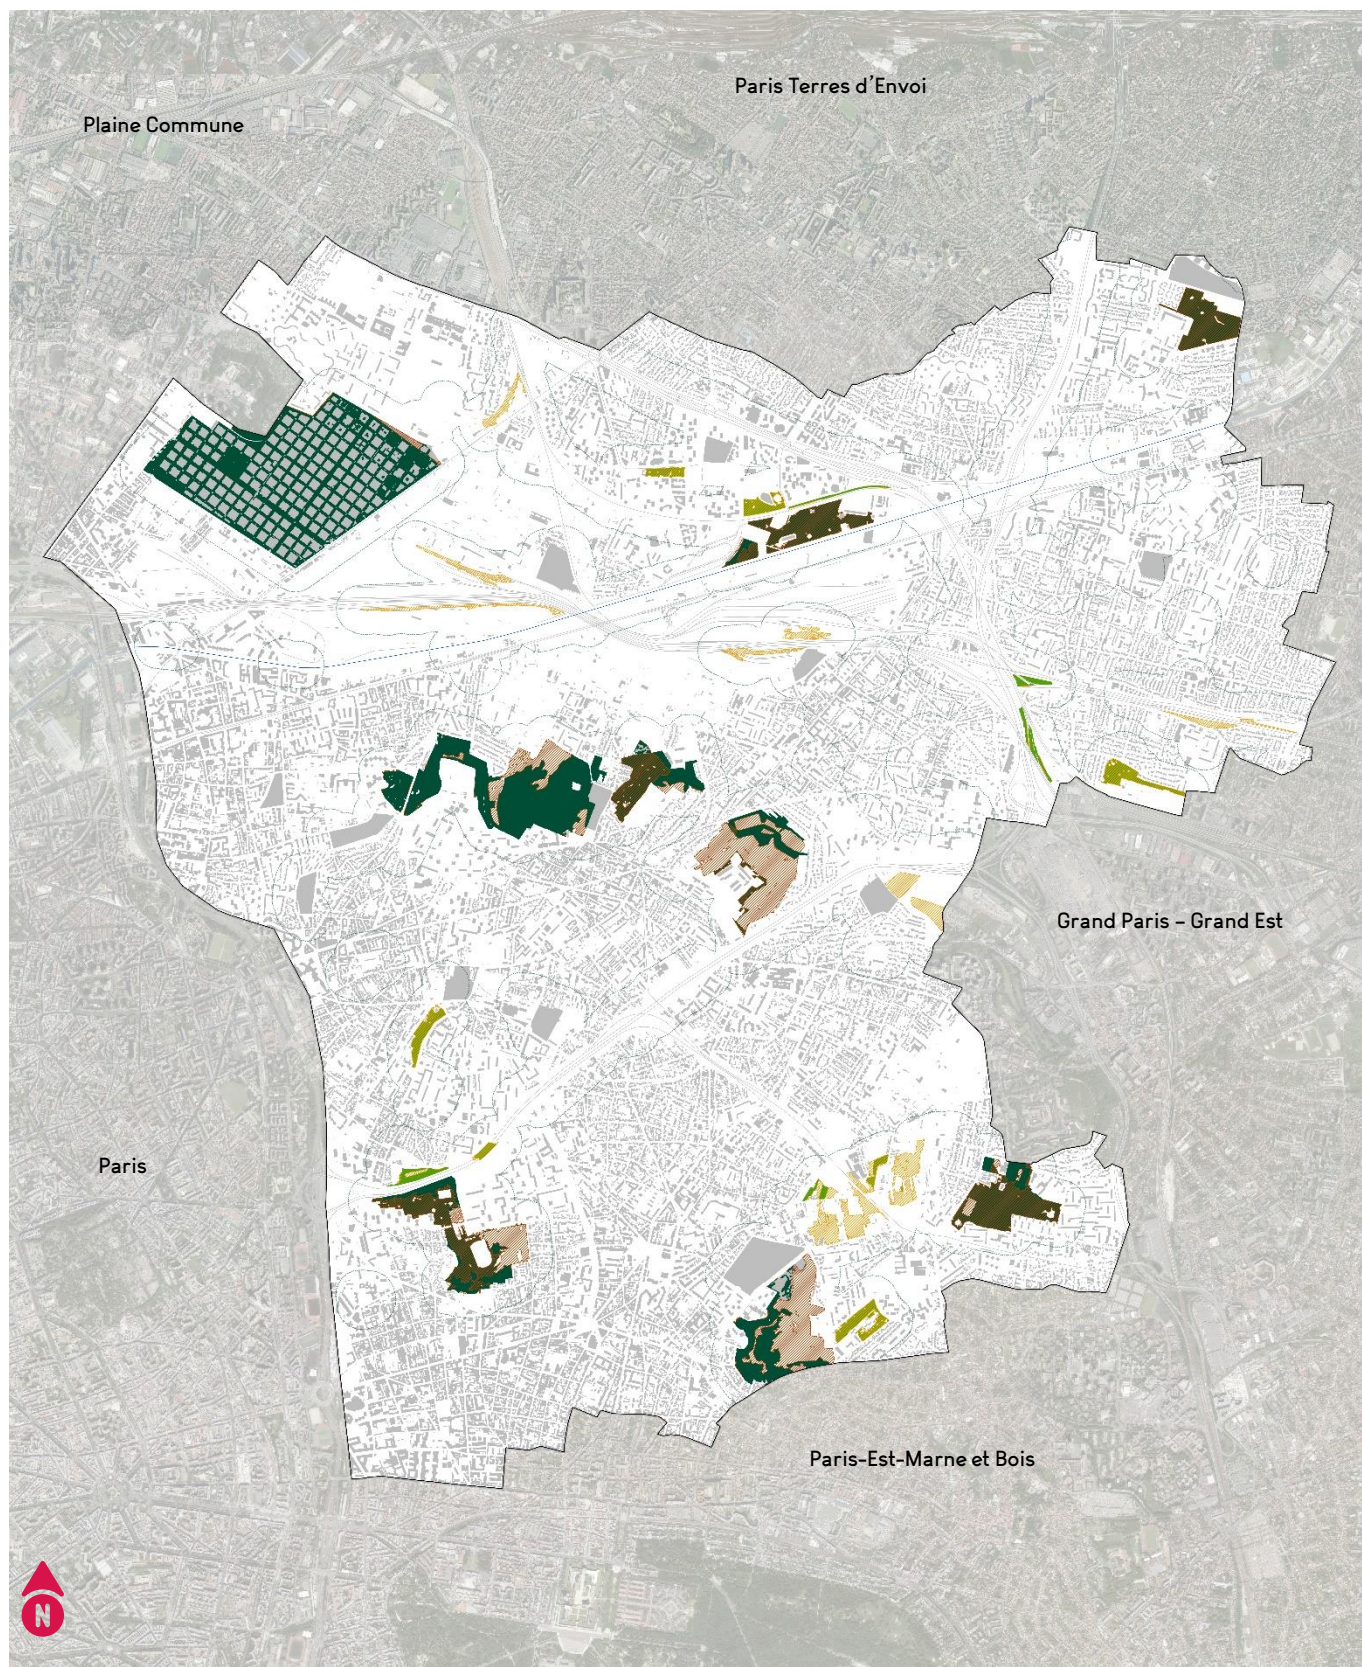 Paris Terres d'Envoi
Plaine Commune
Grand Paris – Grand Est
Paris
Paris-Est-Marne et Bois
N